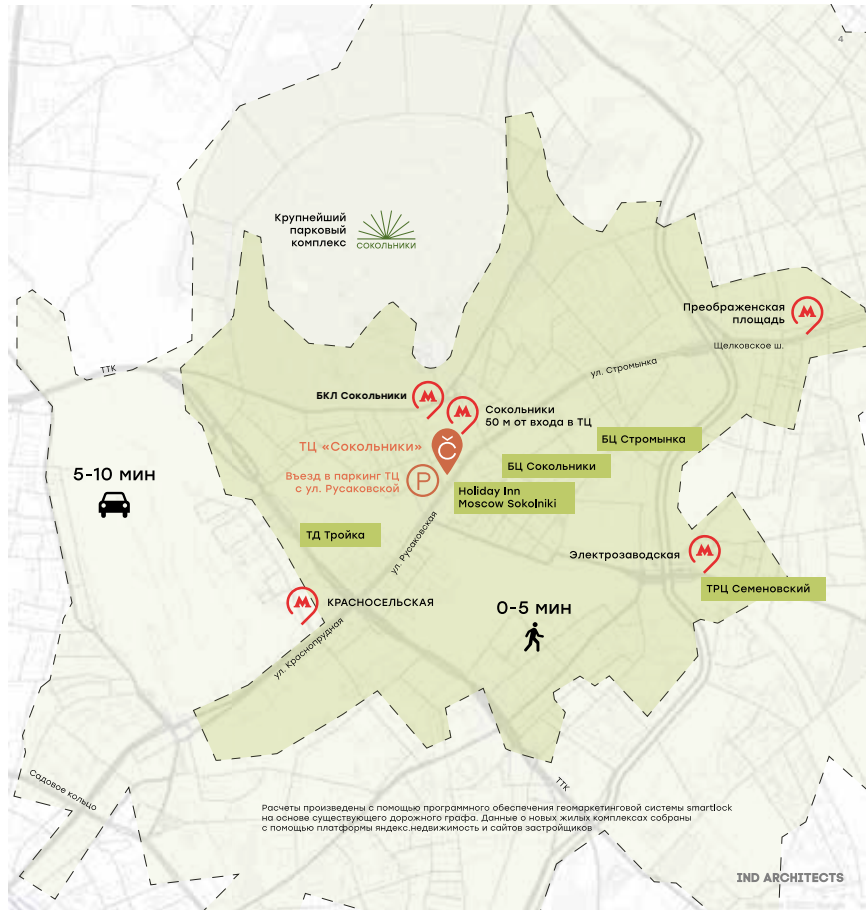 4
Крупнейший
парковый
комплекс
СОКОЛЬНИКИ
Преображенская
площадь
Щелковское ш.
ул. Стромынка
ТТК
БКЛ Сокольники
Сокольники
50 м от входа в ТЦ
ТЦ «Сокольники»
Č
БЦ Стромынка
БЦ Сокольники
5-10 мин
Въезд в паркинг ТЦ
с ул. Русаковской
P
Holiday Inn
Moscow Sokolniki
ТД Тройка
ул. Русаковская
Электрозаводская
ТРЦ Семеновский
КРАСНОСЕЛЬСКАЯ
0-5 мин
ул. Краснопрудная
Садовое кольцо
ТТК
Расчеты произведены с помощью программного обеспечения геомаркетинговой системы smartlock
на основе существующего дорожного графа. Данные о новых жилых комплексах собраны
с помощью платформы яндекс.недвижимость и сайтов застройщиков
IND ARCHITECTS